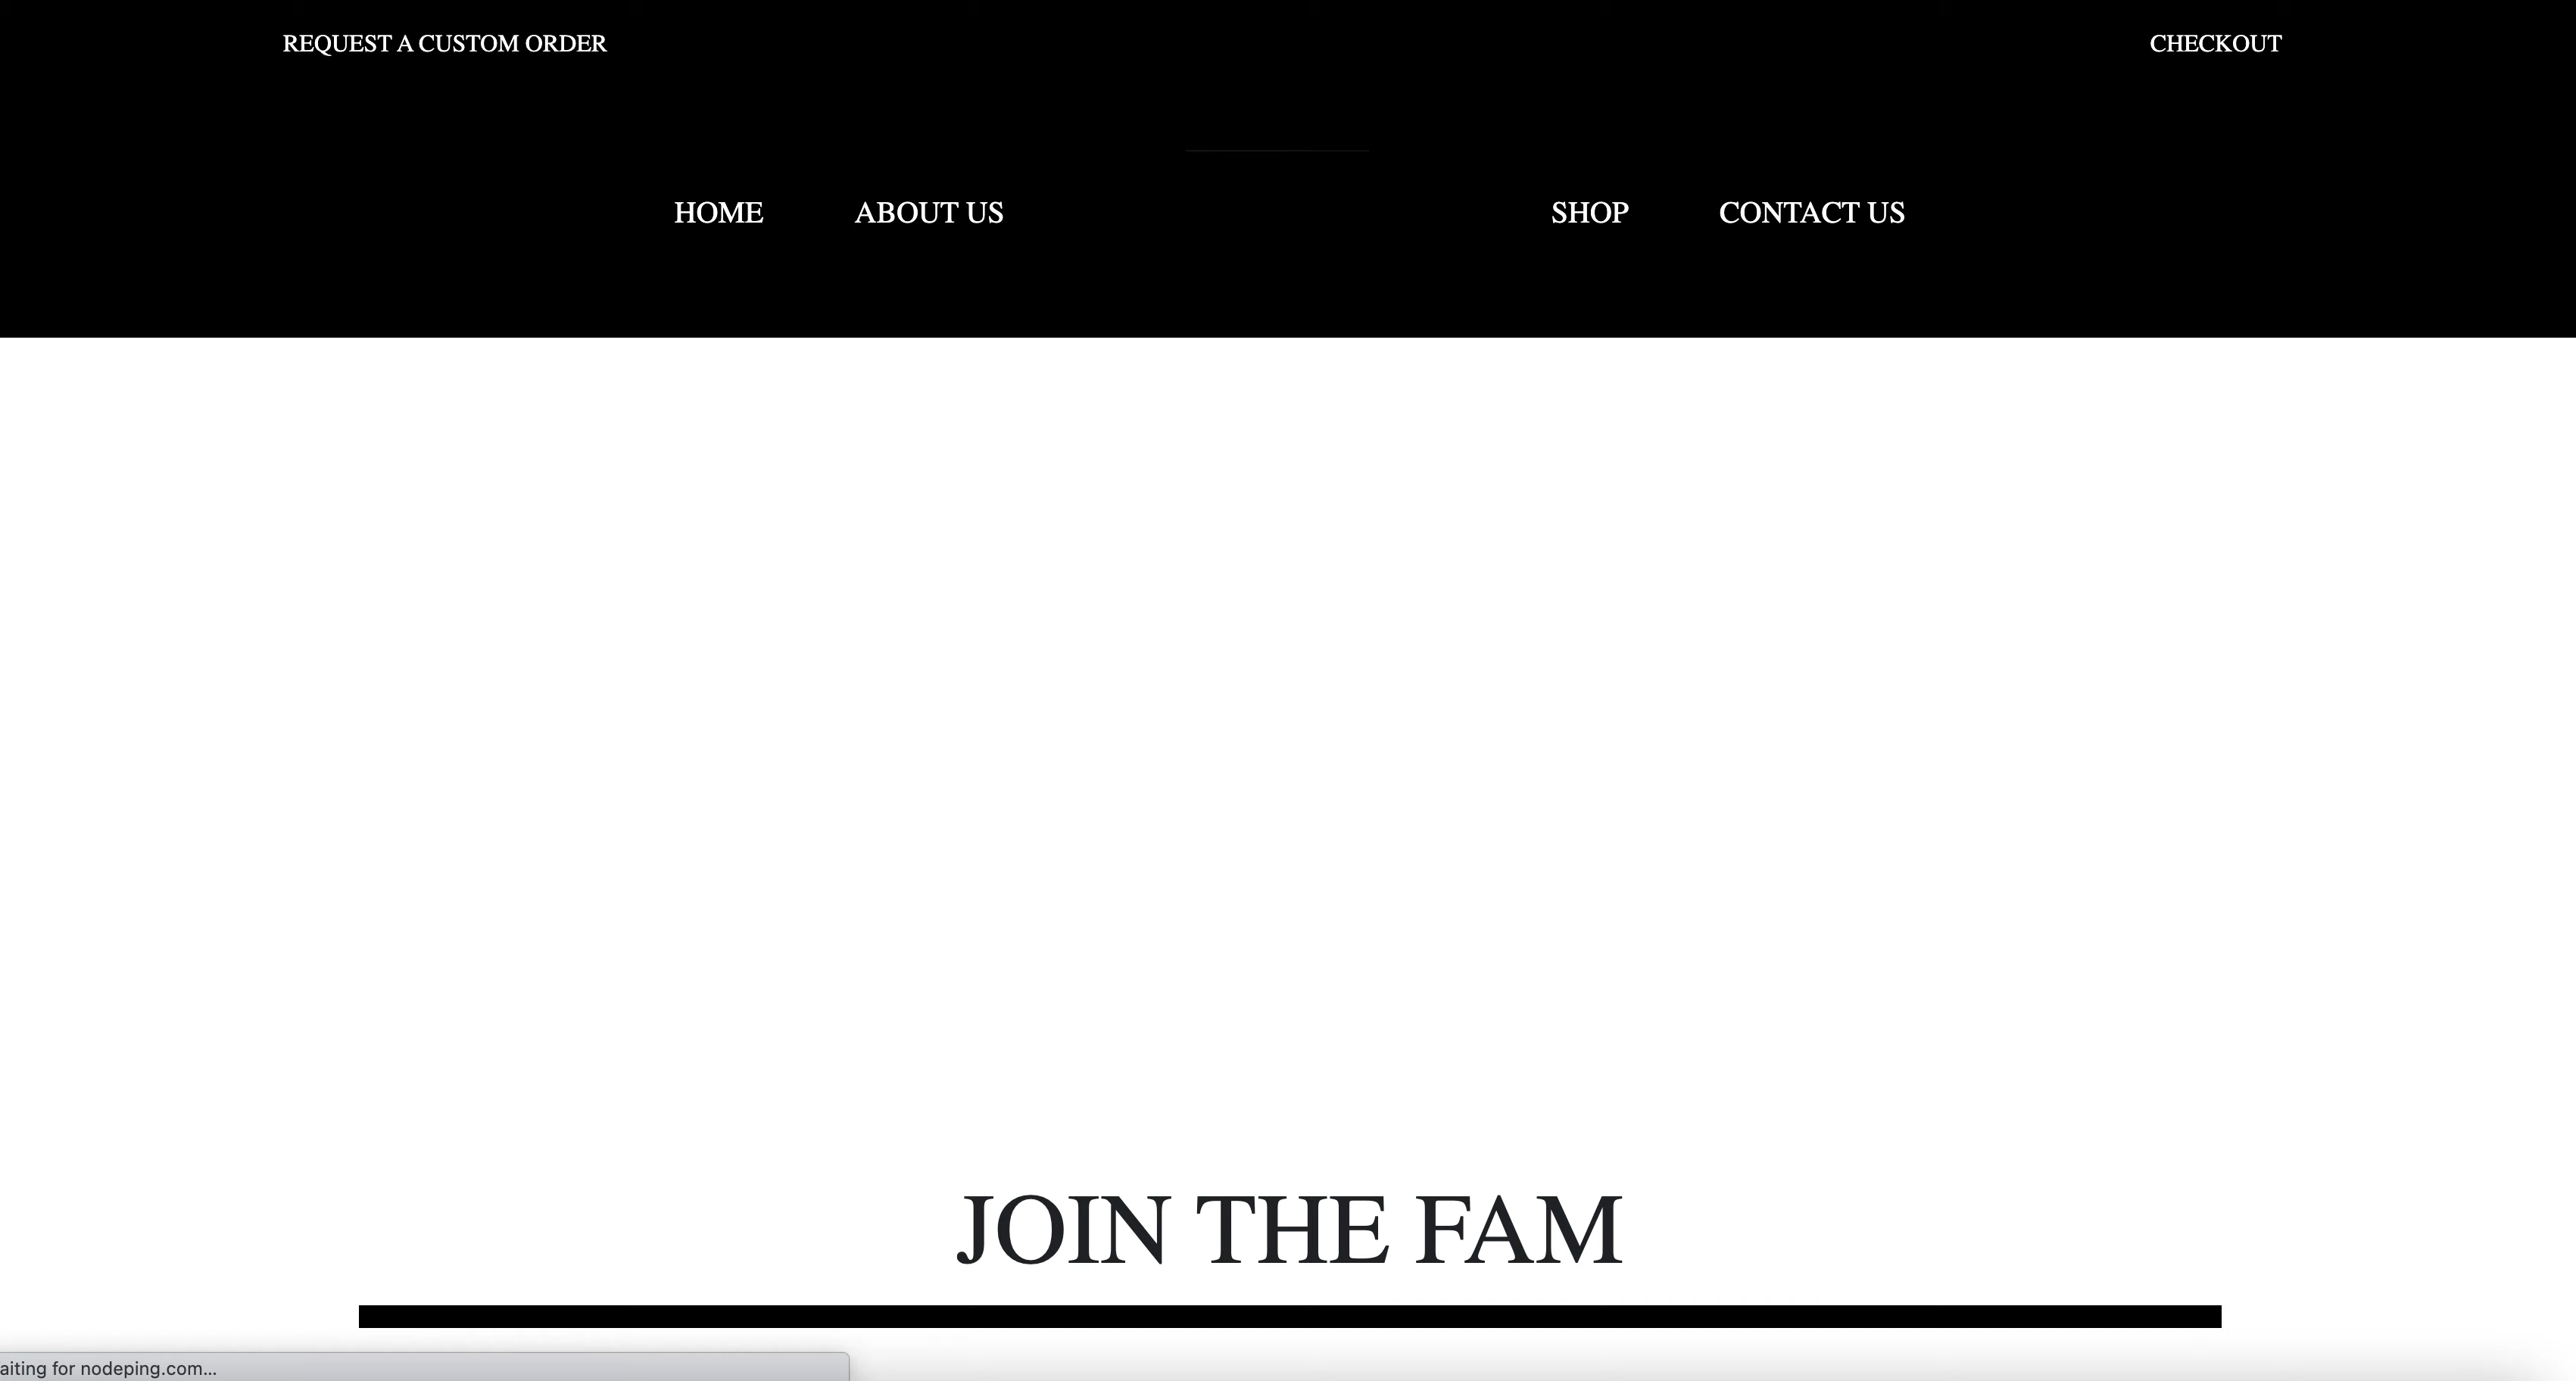 REQUEST A CUSTOM ORDER
CHECKOUT
HOME ABOUT US SHOP CONTACT US
JOIN THE FAM
aiting for nodeping.com...